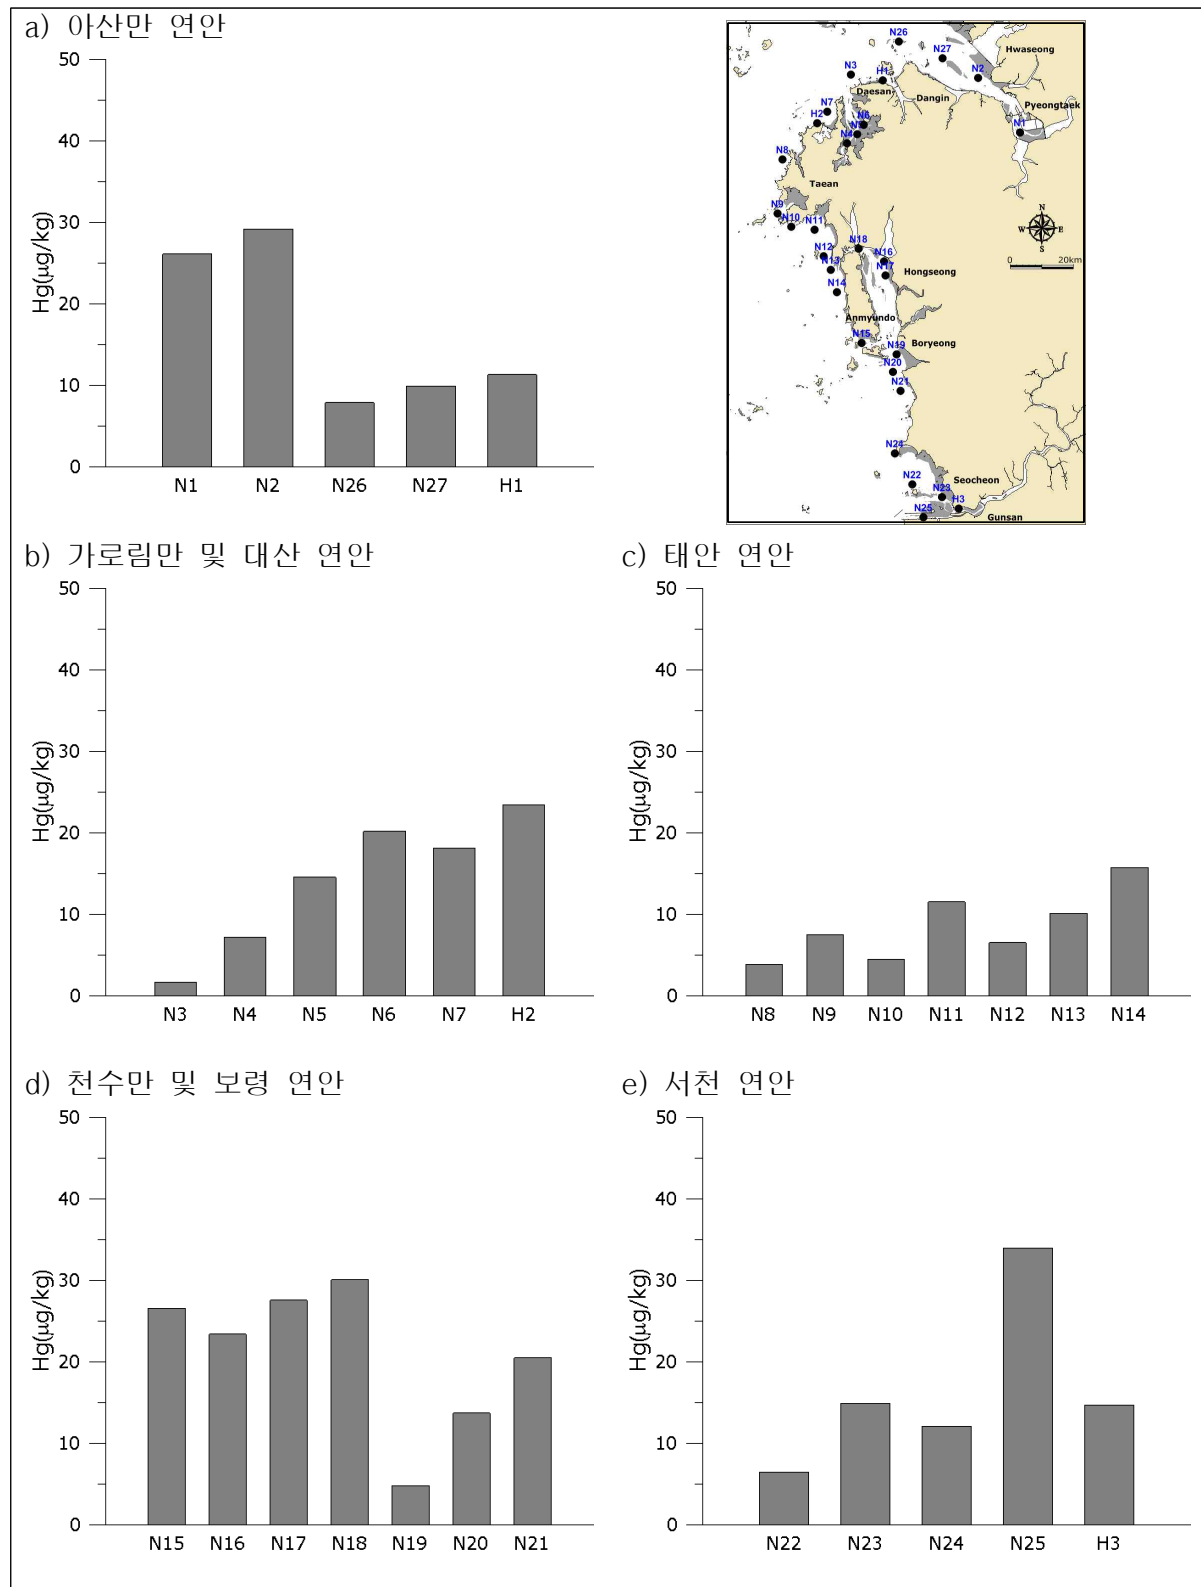 a) 아산만 연안
50
40
30
20
10
0
Hg(μg/kg)
N1 N2 N26 N27 H1
N26
Hwaseong
N27
N2
N3
H1
Daesan
Dangin
Pyeongtaek
N7
H2
N6
N5
N4
N1
N8
Taean
N9
N10
N11
N
W E
S
N18
N12
N16
N13
N17
Hongseong
0 20km
N14
Anmyundo
N15
N19
Boryeong
N20
N21
N24
Seocheon
N22
N23
H3
N25
Gunsan
b) 가로림만 및 대산 연안
50
40
30
20
10
0
Hg(μg/kg)
N3 N4 N5 N6 N7 H2
c) 태안 연안
50
40
30
20
10
0
Hg(μg/kg)
N8 N9 N10 N11 N12 N13 N14
d) 천수만 및 보령 연안
50
40
30
20
10
0
Hg(μg/kg)
N15 N16 N17 N18 N19 N20 N21
e) 서천 연안
50
40
30
20
10
0
Hg(μg/kg)
N22 N23 N24 N25 H3